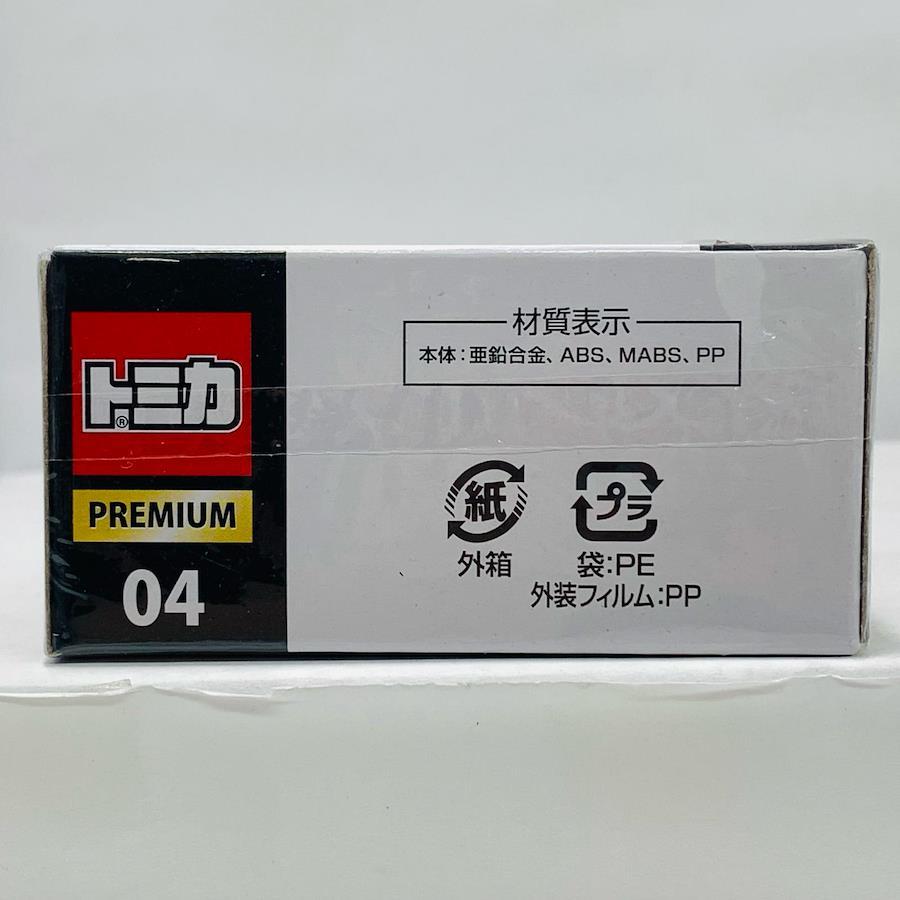 トミカ®
PREMIUM
04
材質表示
本体：亜鉛合金、ABS、MABS、PP
紙
外箱
プラ
袋：PE
外装フィルム：PP